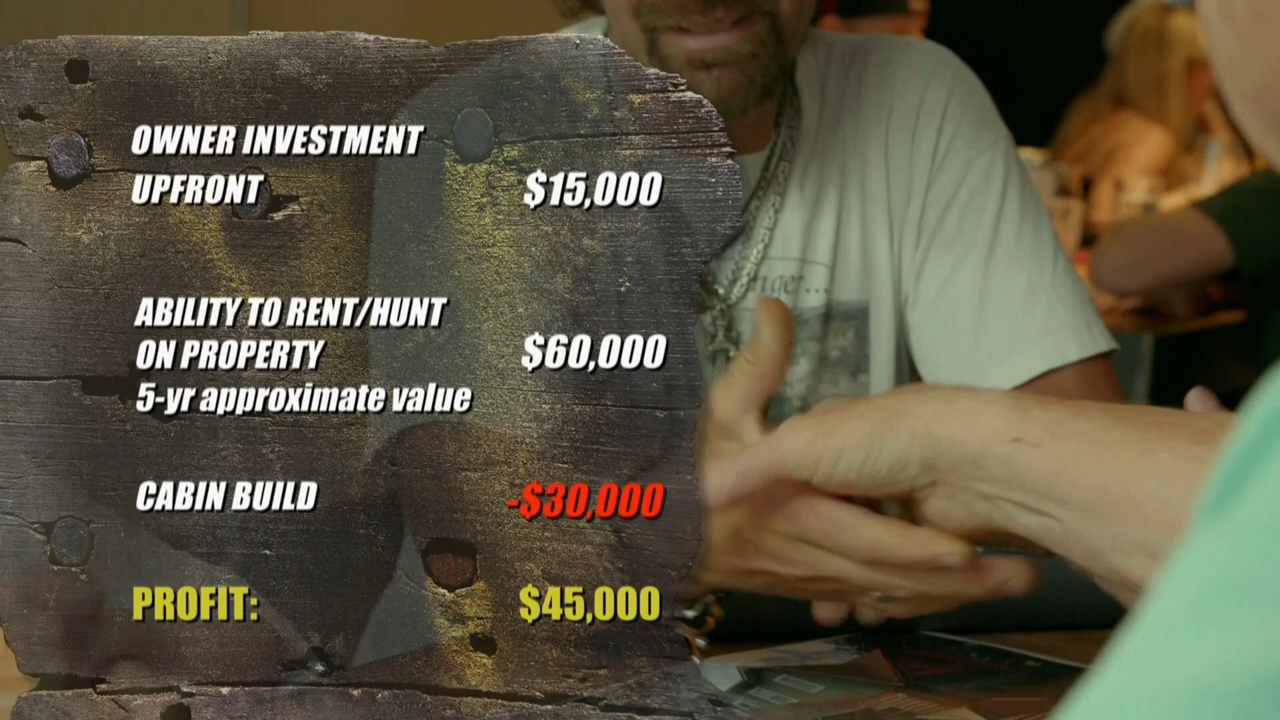 OWNER INVESTMENT
UPFRONT $15,000
ABILITY TO RENT/HUNT
ON PROPERTY $60,000
5-yr approximate value
CABIN BUILD -$30,000
PROFIT: $45,000